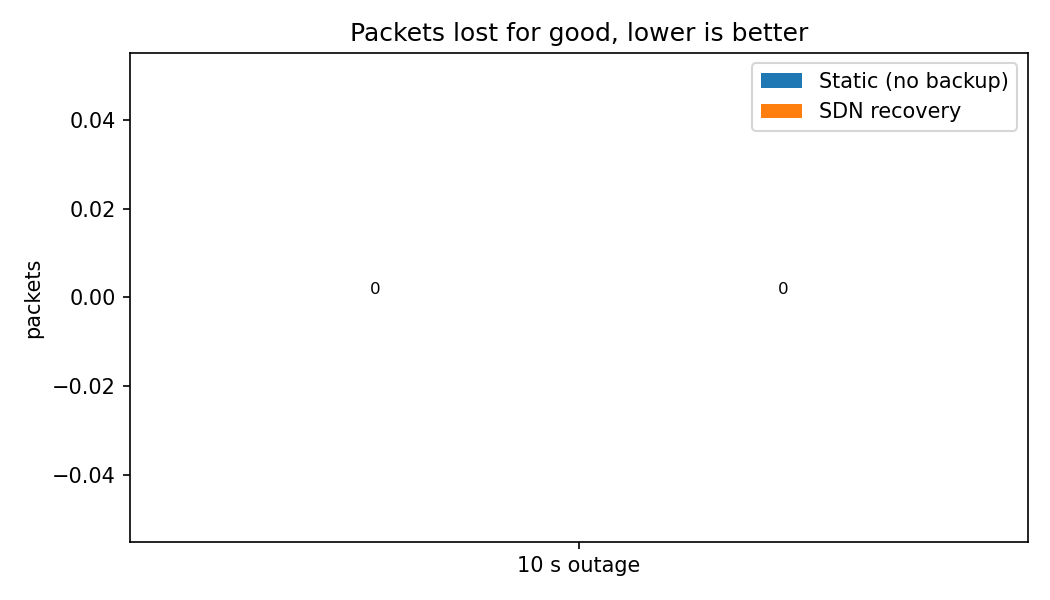 Packets lost for good, lower is better
Static (no backup)
SDN recovery
0.04
0.02
0.00
−0.02
−0.04
packets
0
0
10 s outage